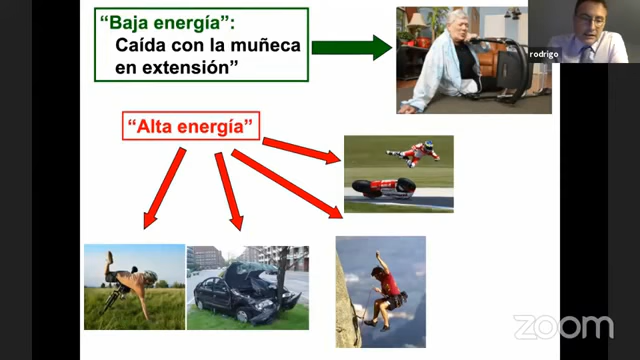 “Baja energía”:
Caída con la muñeca
en extensión”
rodrigo
“Alta energía”
zoom